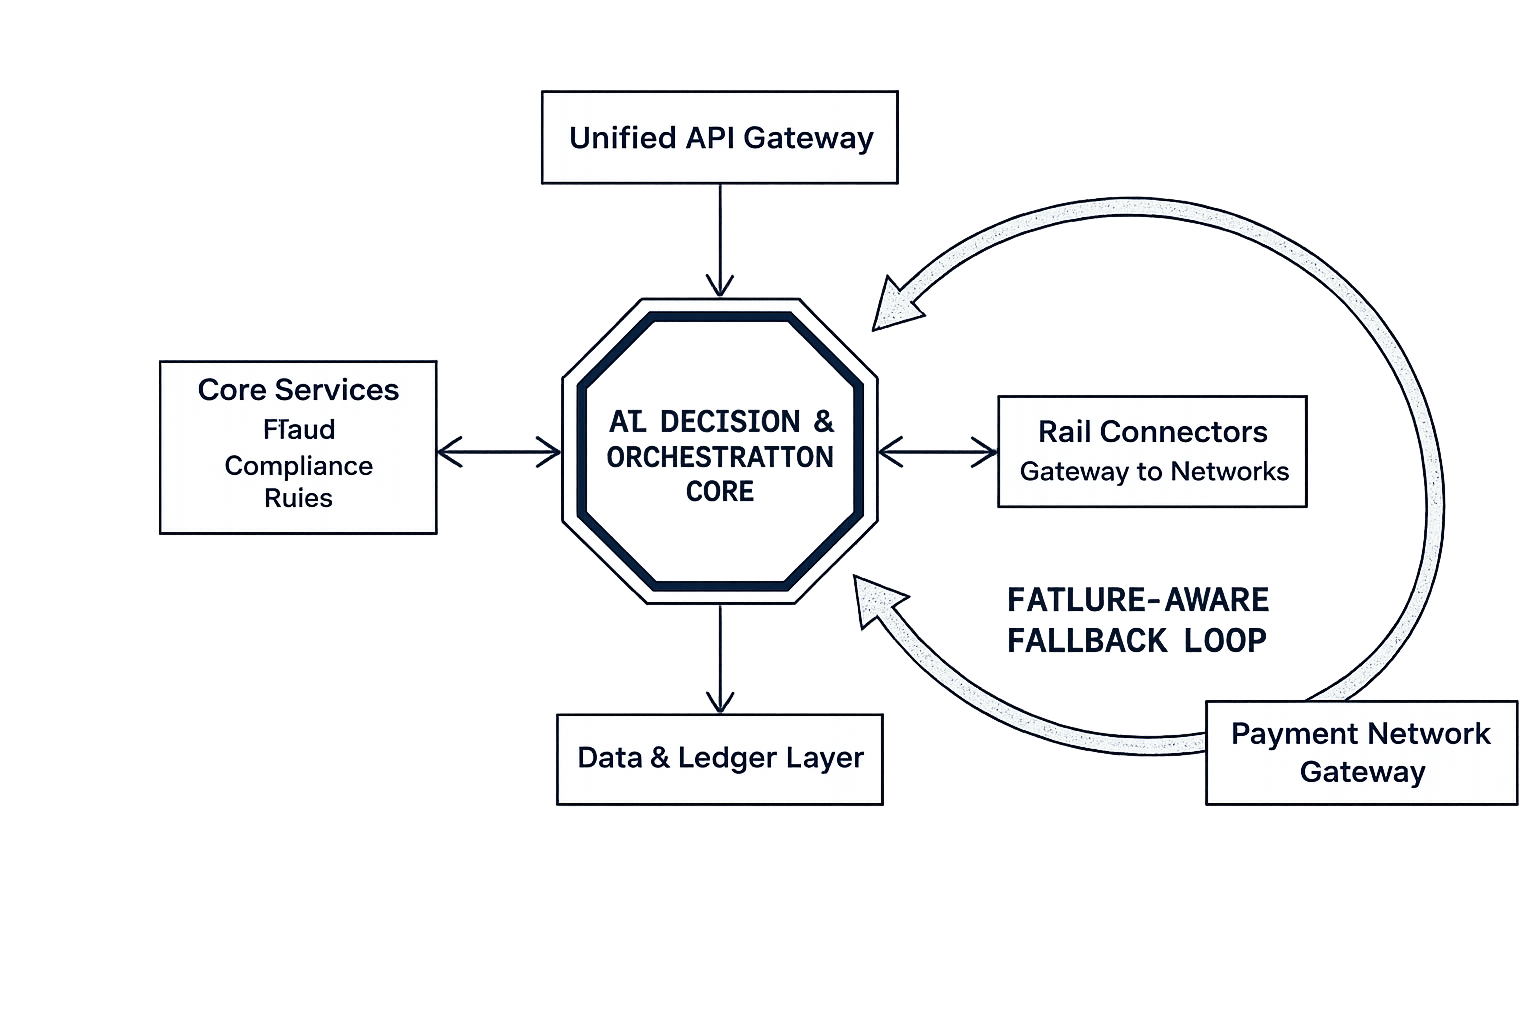 Unified API Gateway
Core Services
FTaud
Compliance
Ruies
AL DECISION &
ORCHESTRATTON
CORE
Rail Connectors
Gateway to Networks
FATLURE-AWARE
FALLBACK LOOP
Data & Ledger Layer
Payment Network
Gateway